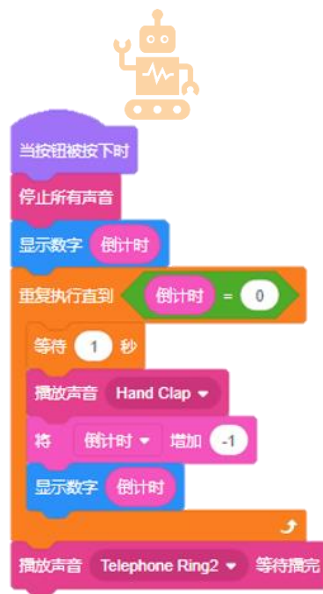 当按钮被按下时
停止所有声音
显示数字 倒计时
重复执行直到 倒计时 = 0
等待 1 秒
播放声音 Hand Clap
将 倒计时 增加 -1
显示数字 倒计时
播放声音 Telephone Ring2 等待播完